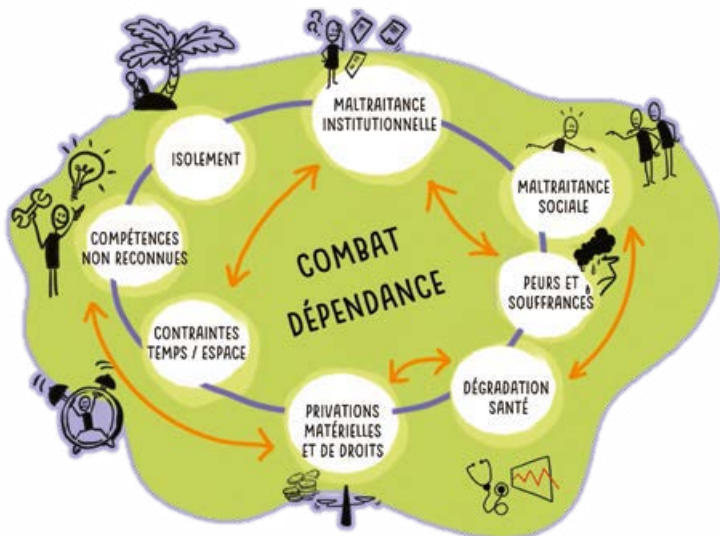 MALTRAITANCE
INSTITUTIONNELLE
ISOLEMENT
MALTRAITANCE
SOCIALE
COMPÉTENCES
NON RECONNUES
COMBAT
DÉPENDANCE
PEURS ET
SOUFFRANCES
CONTRAINTES
TEMPS / ESPACE
DÉGRADATION
SANTÉ
PRIVATIONS
MATÉRIELLES
ET DE DROITS